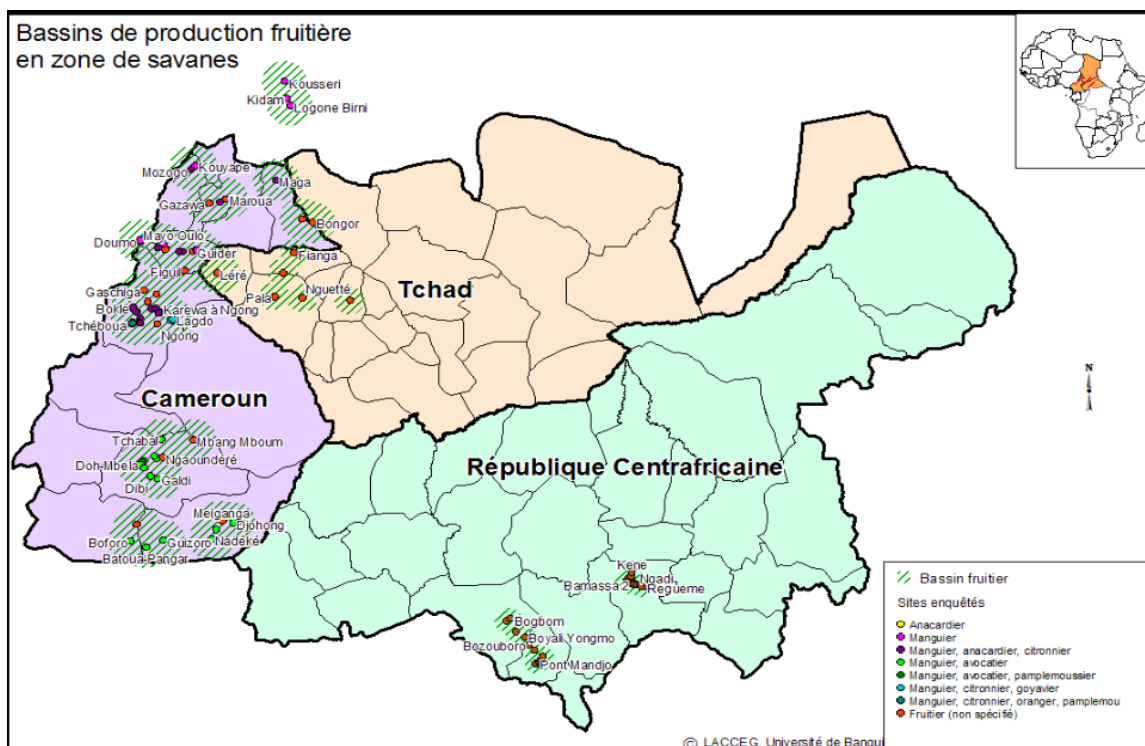 Bassins de production fruitière
en zone de savanes
Kousseri
Kidam
Logone Birni
Mozogo
Kouyape
Maga
Gazawa
Maroua
Bongor
Doumo
Mayo Oulo
Guider
Fianga
Figuil
Léré
Gaschiga
Pala
Nguetté
Tchad
Bokle
Karewa à Ngong
Tchéboua
Lagdo
Ngong
Cameroun
N
Tchabal
Mbang Mboum
Doh-Mbela
Ngaoundéré
Dibi
Galdi
République Centrafricaine
Meiganga
Djohong
Boforo
Guizoro
Nadéké
Batoua-Pangar
Kene
Ngadi
Bamassa 2
Regueme
Bogbom
Boyali Yongmo
Bozouboro
Pont Mandjo
Bassin fruitier
Sites enquêtés
Anacardier
Manguier
Manguier, anacardier, citronnier
Manguier, avocatier
Manguier, avocatier, pamplemoussier
Manguier, citronnier, goyavier
Manguier, citronnier, oranger, pamplemou
Fruitier (non spécifié)
© LACCEG, Université de Bangui